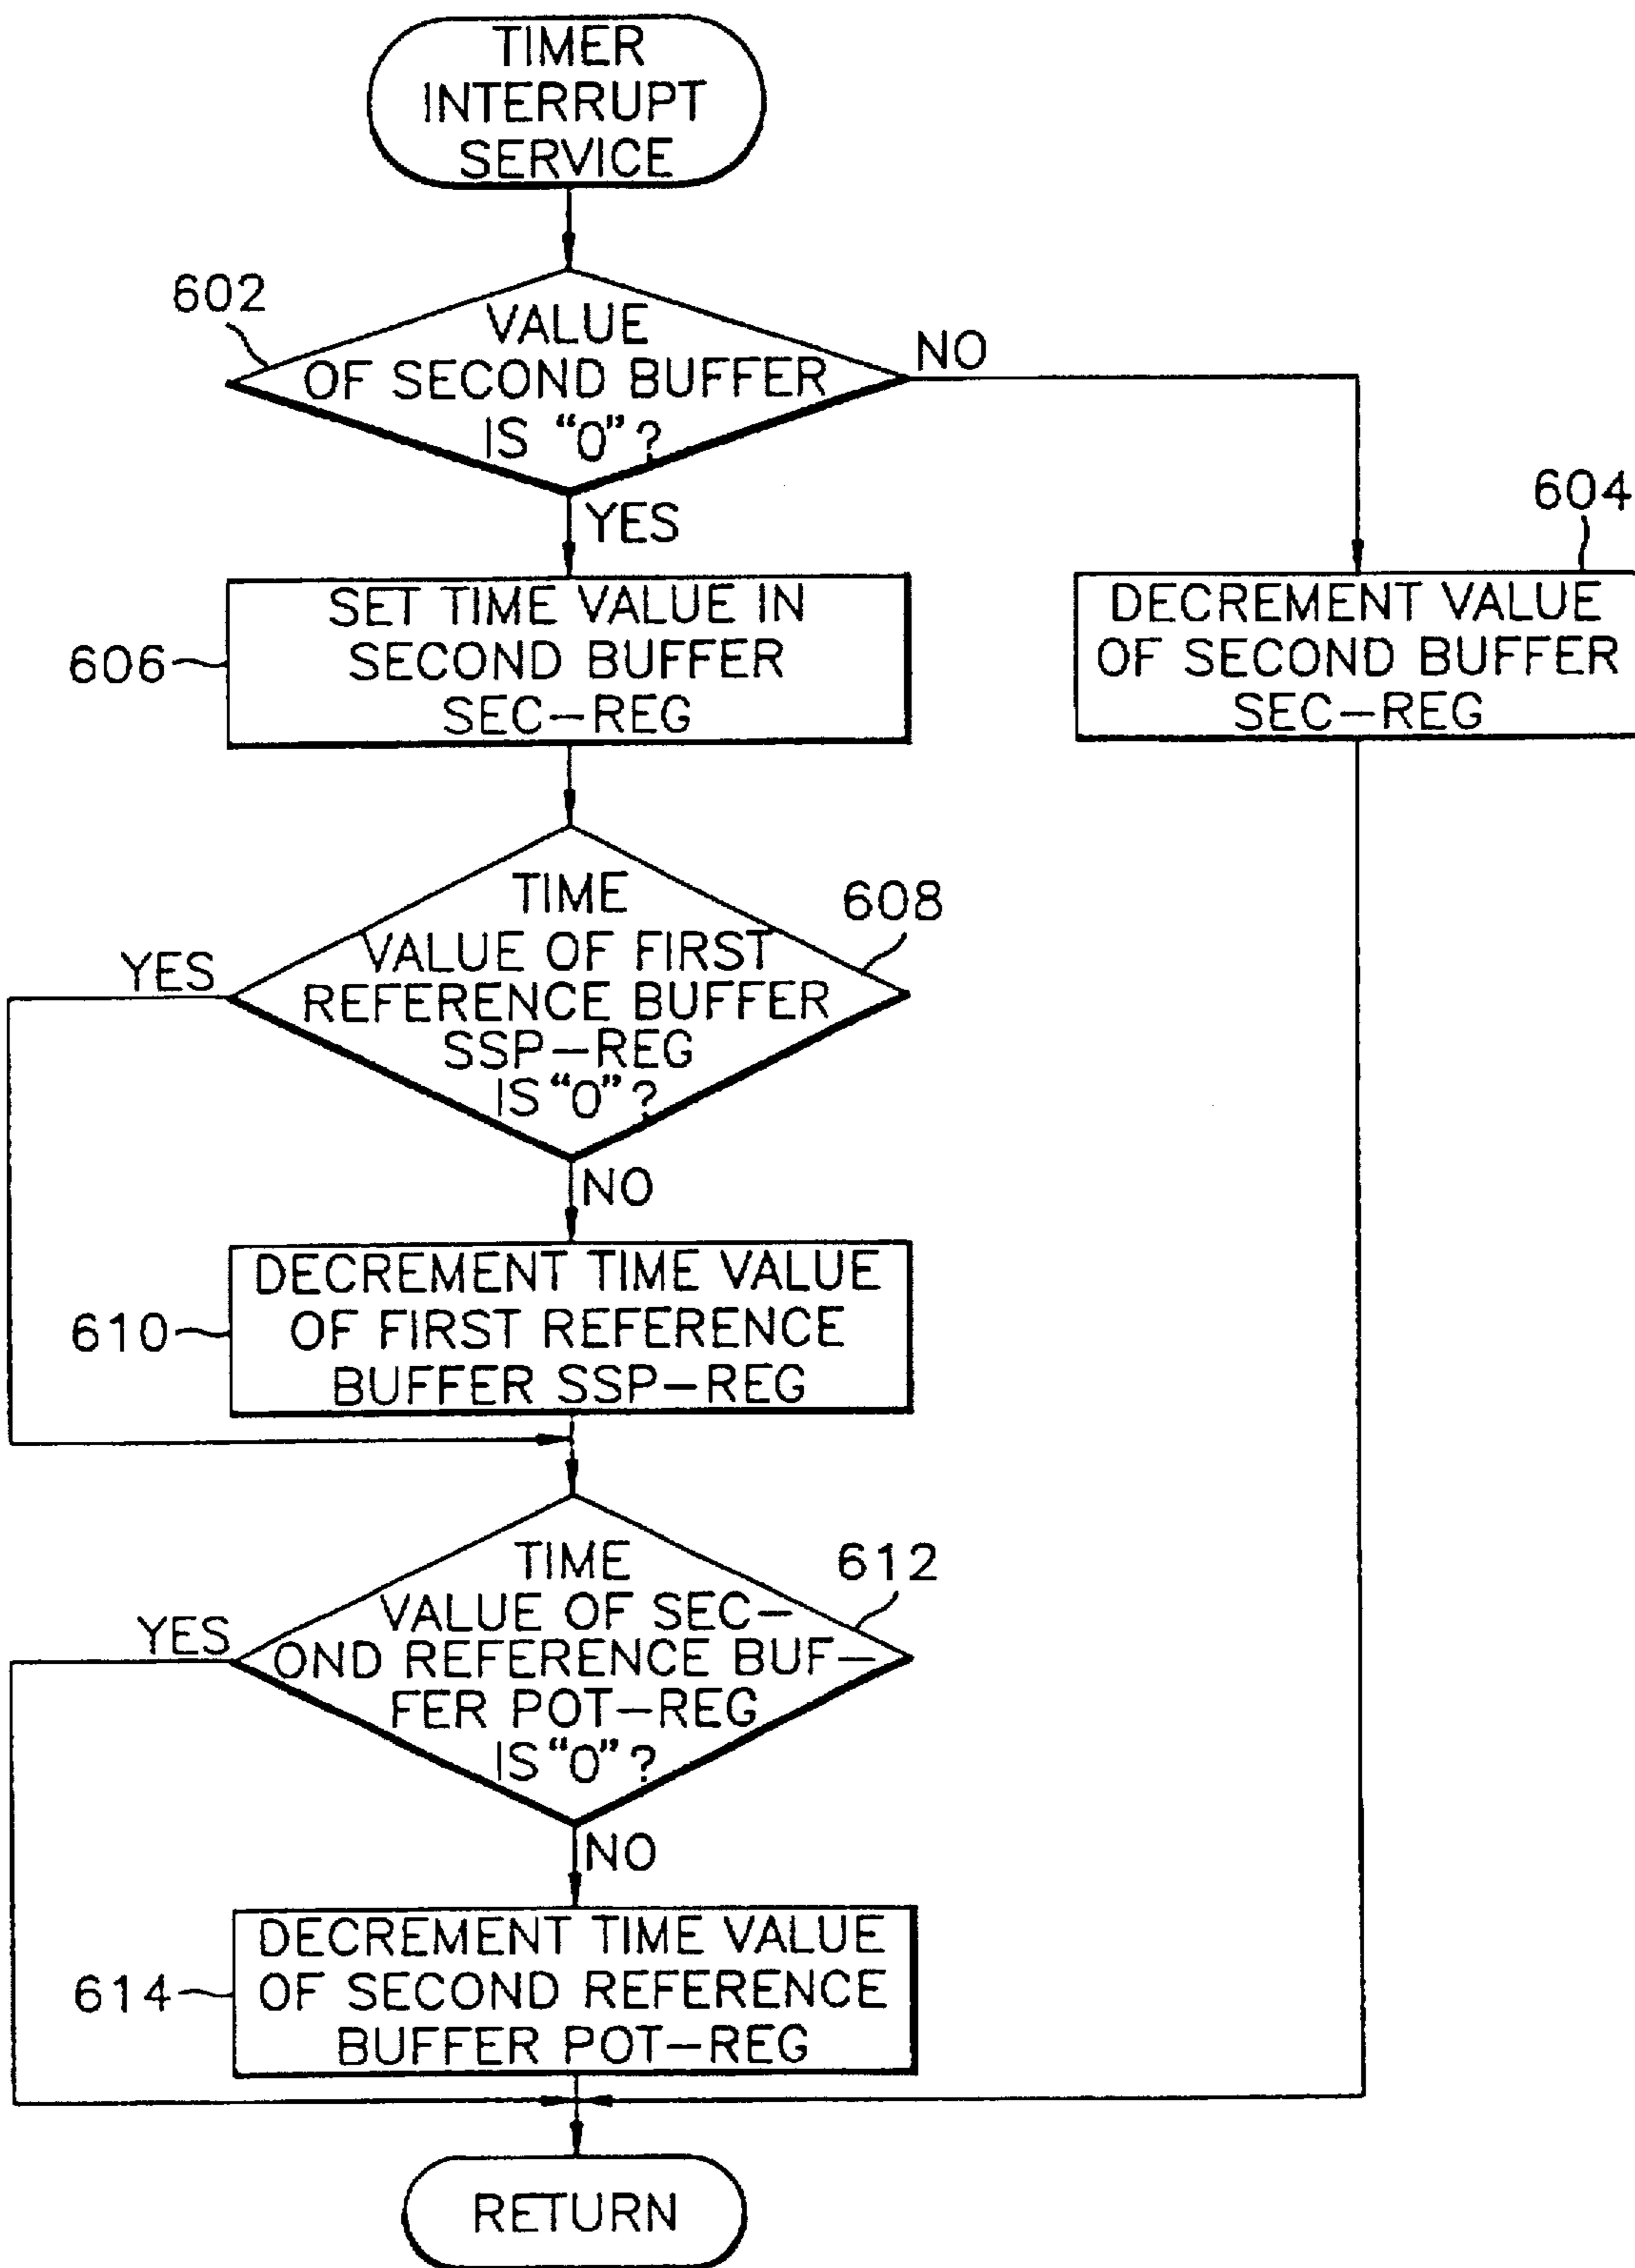 TIMER
INTERRUPT
SERVICE
602
VALUE
OF SECOND BUFFER
IS “0”?
NO
YES
604
606
SET TIME VALUE IN
SECOND BUFFER
SEC-REG
DECREMENT VALUE
OF SECOND BUFFER
SEC-REG
608
TIME
VALUE OF FIRST
REFERENCE BUFFER
SSP-REG
IS “0”?
YES
NO
610
DECREMENT TIME VALUE
OF FIRST REFERENCE
BUFFER SSP-REG
612
TIME
VALUE OF SEC-
OND REFERENCE BUF-
FER POT-REG
IS “0”?
YES
NO
614
DECREMENT TIME VALUE
OF SECOND REFERENCE
BUFFER POT-REG
RETURN